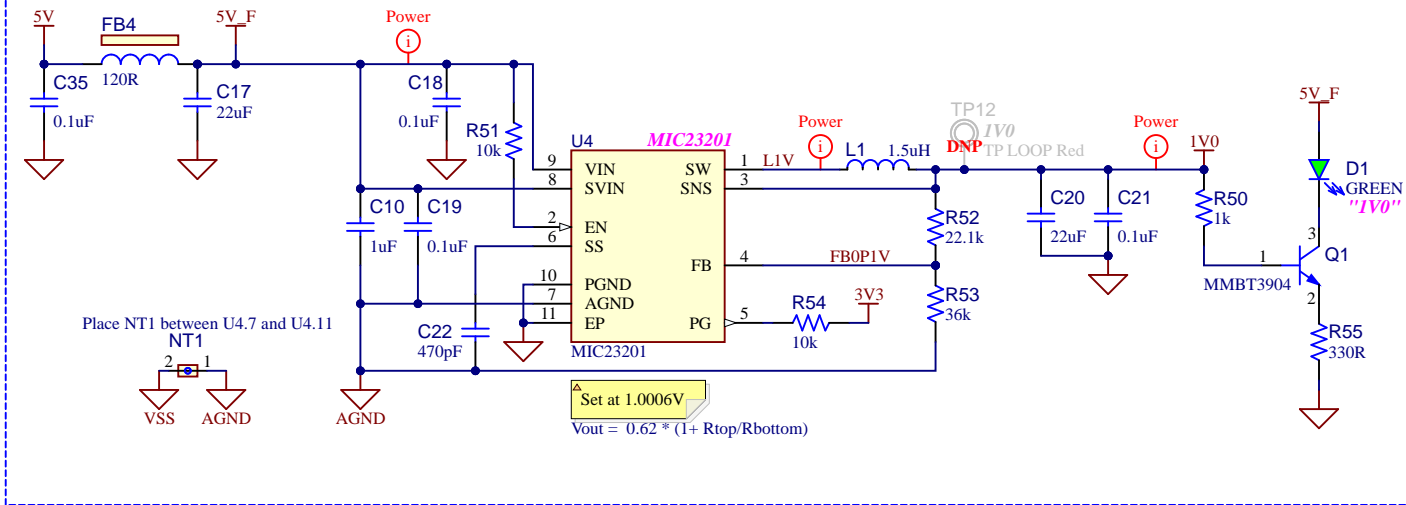 5V
FB4
5V_F
120R
C35
0.1uF
C17
22uF
Power
i
C18
0.1uF
R51
10k
U4
MIC23201
9
VIN
8
SVIN
2
EN
6
SS
10
PGND
7
AGND
11
EP
SW
1
SNS
3
FB
4
PG
5
MIC23201
C10
1uF
C19
0.1uF
C22
470pF
AGND
Place NT1 between U4.7 and U4.11
NT1
2
1
VSS
AGND
L1V
Power
i
L1
1.5uH
TP12
1V0
DNP
TP LOOP Red
R52
22.1k
FB0P1V
R53
36k
R54
10k
3V3
C20
22uF
C21
0.1uF
Power
i
1V0
R50
1k
5V_F
D1
GREEN
"1V0"
1
3
Q1
MMBT3904
2
R55
330R
Set at 1.0006V
Vout = 0.62 * (1+ Rtop/Rbottom)